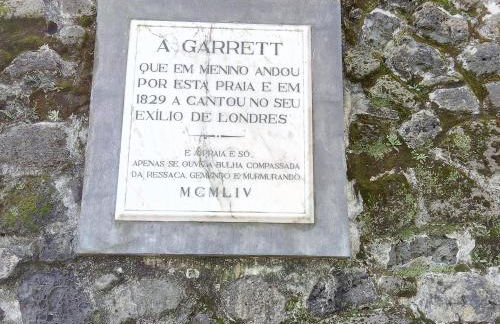 A GARRETT
QUE EM MENINO ANDOU
POR ESTA PRAIA E EM
1829 A CANTOU NO SEU
EXÍLIO DE LONDRES
E A PRAIA E SÓ,
APENAS SE OUVE A BULHA COMPASSADA
DA RESSACA, GEMENDO E MURMURANDO.
MCMLIV